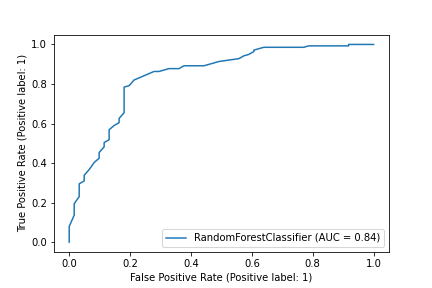 1.0
0.8
0.6
0.4
0.2
0.0
True Positive Rate (Positive label: 1)
RandomForestClassifier (AUC = 0.84)
0.0 0.2 0.4 0.6 0.8 1.0
False Positive Rate (Positive label: 1)